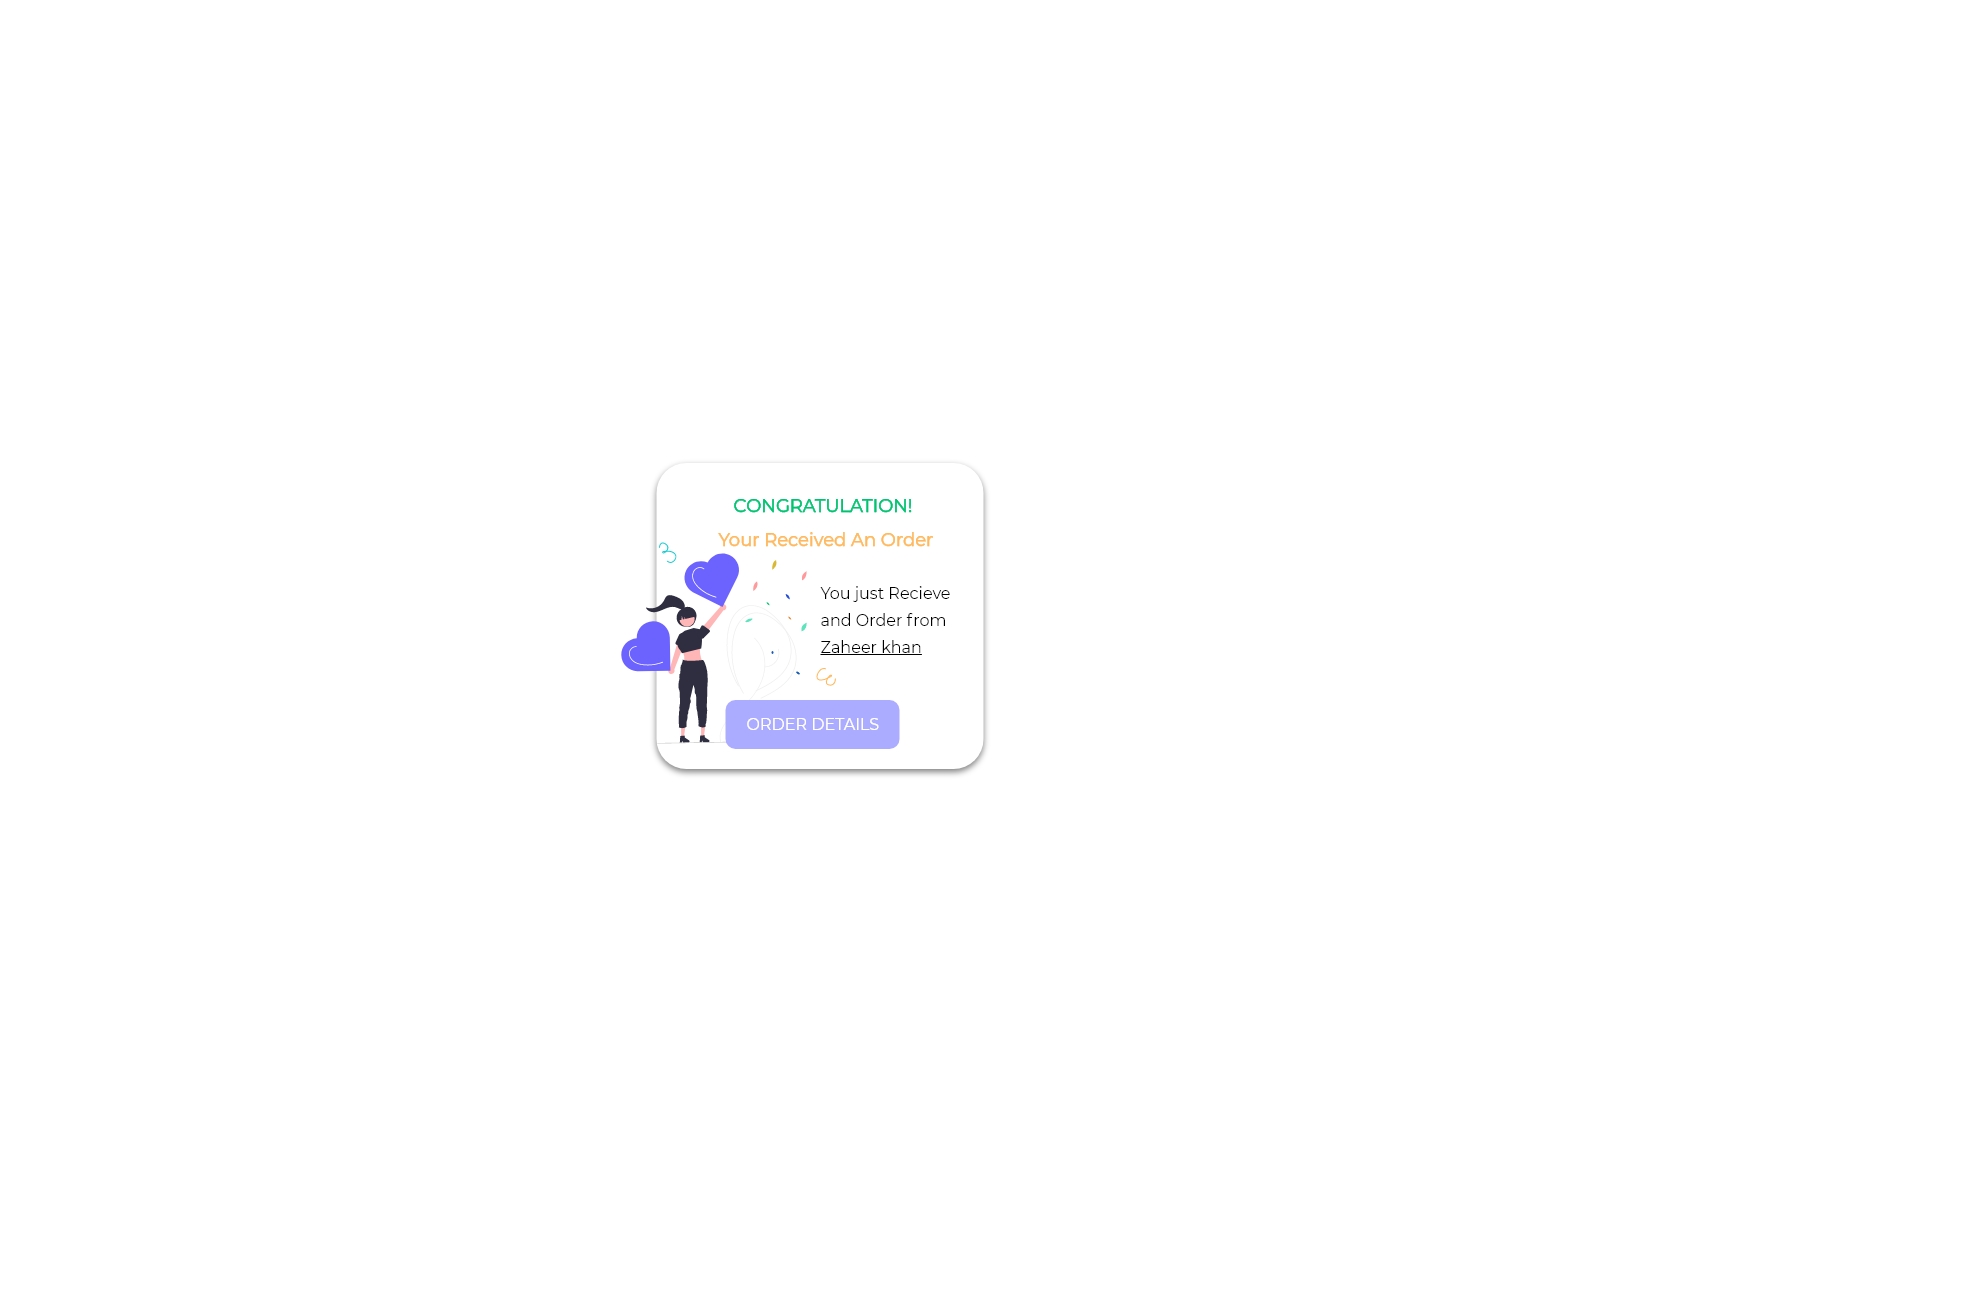 CONGRATULATION!
Your Received An Order
You just Recieve
and Order from
Zaheer khan
ORDER DETAILS